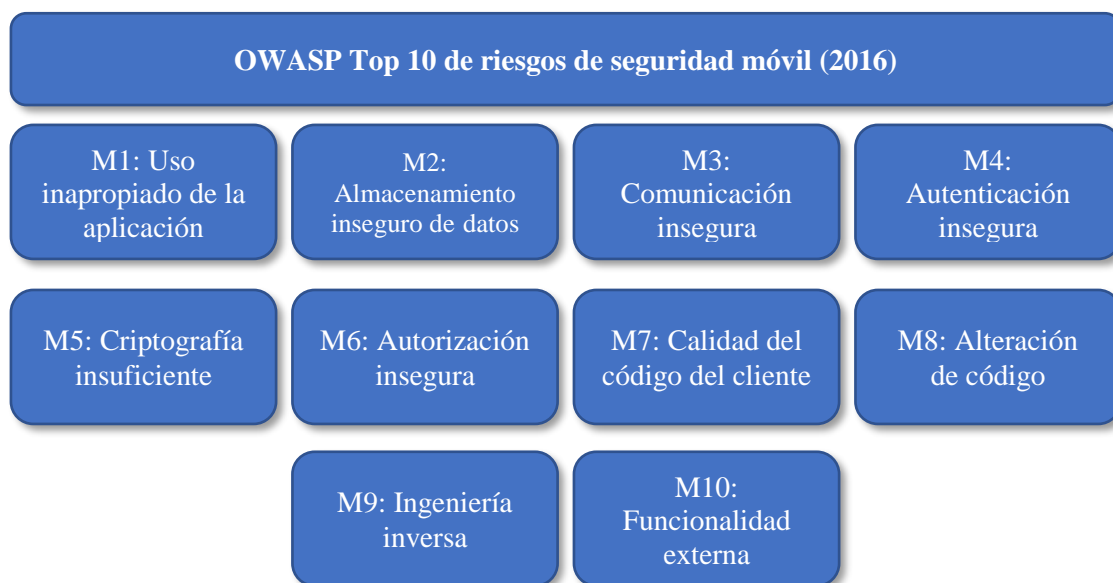 OWASP Top 10 de riesgos de seguridad móvil (2016)
M1: Uso
inapropiado de la
aplicación
M2:
Almacenamiento
inseguro de datos
M3:
Comunicación
insegura
M4:
Autenticación
insegura
M5: Criptografía
insuficiente
M6: Autorización
insegura
M7: Calidad del
código del cliente
M8: Alteración
de código
M9: Ingeniería
inversa
M10:
Funcionalidad
externa